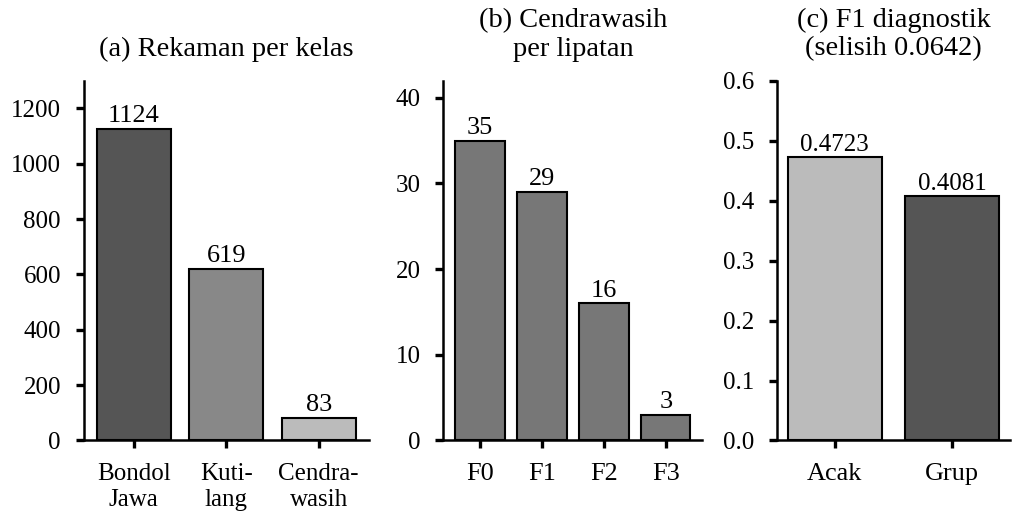 (a) Rekaman per kelas
1200
1000
800
600
400
200
0
1124
619
83
Bondol
Jawa
Kuti-
lang
Cendra-
wasih
(b) Cendrawasih
per lipatan
40
30
20
10
0
35
29
16
3
F0
F1
F2
F3
(c) F1 diagnostik
(selisih 0.0642)
0.6
0.5
0.4
0.3
0.2
0.1
0.0
0.4723
0.4081
Acak
Grup